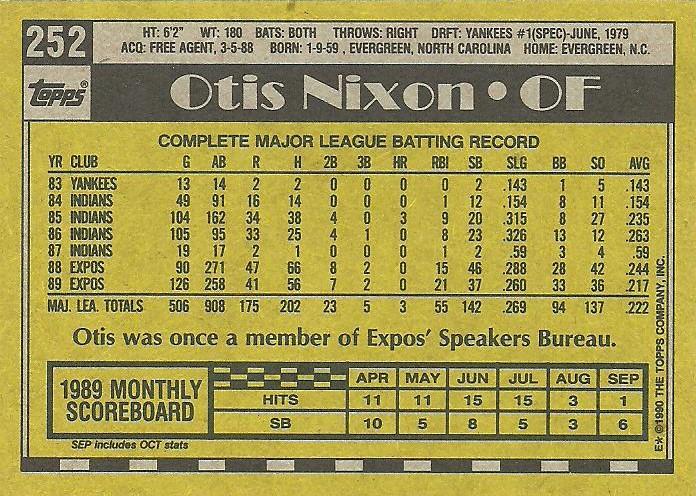 252
HT: 6'2" WT: 180 BATS: BOTH THROWS: RIGHT DRFT: YANKEES #1(SPEC)-JUNE, 1979
ACQ: FREE AGENT, 3-5-88 BORN: 1-9-59 , EVERGREEN, NORTH CAROLINA HOME: EVERGREEN, N.C.
TOPPS®
Otis Nixon • OF
COMPLETE MAJOR LEAGUE BATTING RECORD
YR CLUB G AB R H 2B 3B HR RBI SB SLG BB SO AVG
83 YANKEES 13 14 2 2 0 0 0 0 2 .143 1 5 .143
84 INDIANS 49 91 16 14 0 0 0 1 12 .154 8 11 .154
85 INDIANS 104 162 34 38 4 0 3 9 20 .315 8 27 .235
86 INDIANS 105 95 33 25 4 1 0 8 23 .326 13 12 .263
87 INDIANS 19 17 2 1 0 0 0 1 2 .59 3 4 .59
88 EXPOS 90 271 47 66 8 2 0 15 46 .288 28 42 .244
89 EXPOS 126 258 41 56 7 2 0 21 37 .260 33 36 .217
MAJ. LEA. TOTALS 506 908 175 202 23 5 3 55 142 .269 94 137 .222
Otis was once a member of Expos' Speakers Bureau.
1989 MONTHLY
SCOREBOARD
APR MAY JUN JUL AUG SEP
HITS 11 11 15 15 3 1
SB 10 5 8 5 3 6
SEP includes OCT stats
E* ©1990 THE TOPPS COMPANY, INC.